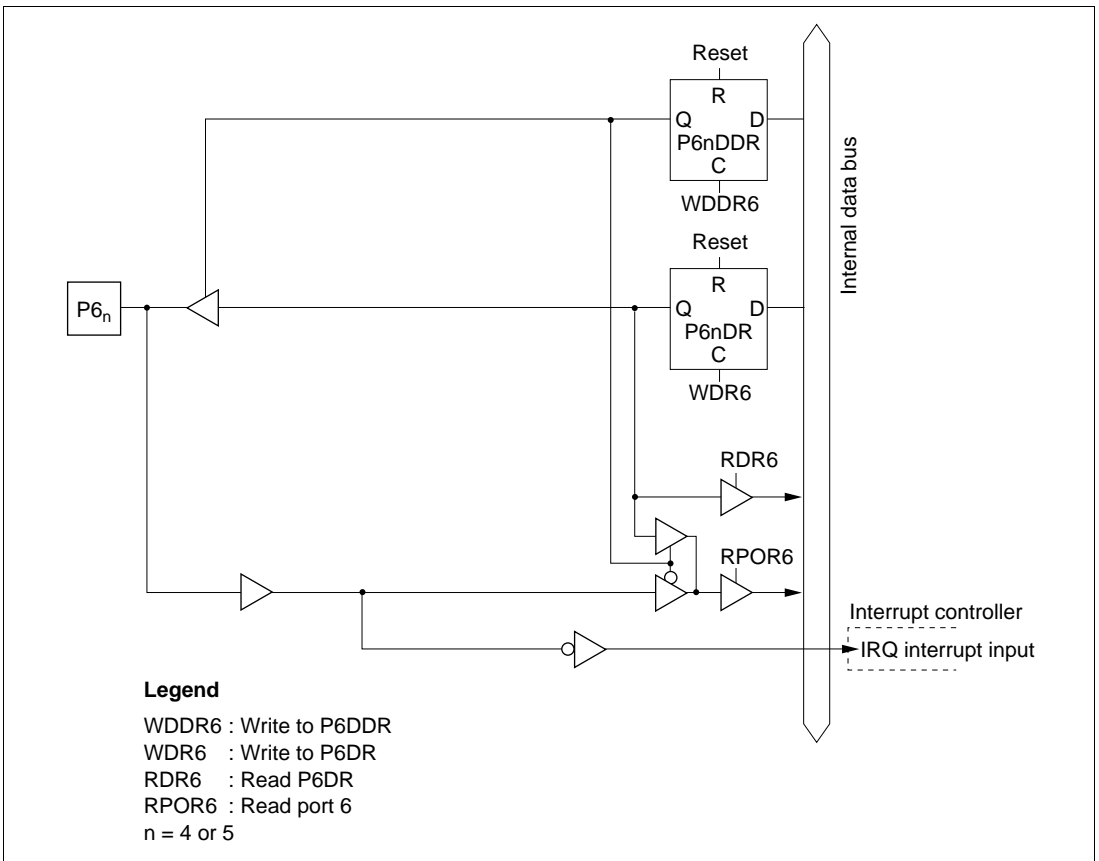 Reset
R
Q D
P6nDDR
C
WDDR6
Internal data bus
Reset
R
P6n
Q D
P6nDR
C
WDR6
RDR6
RPOR6
Interrupt controller
IRQ interrupt input
Legend
WDDR6 : Write to P6DDR
WDR6 : Write to P6DR
RDR6 : Read P6DR
RPOR6 : Read port 6
n = 4 or 5